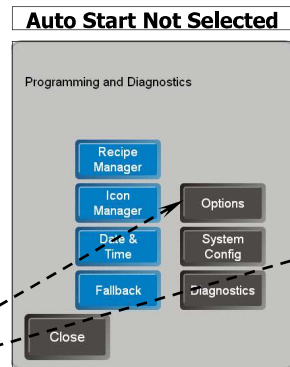 Auto Start Not Selected
Programming and Diagnostics
Recipe
Manager
Icon
Manager
Options
Date &
Time
System
Config
Fallback
Diagnostics
Close